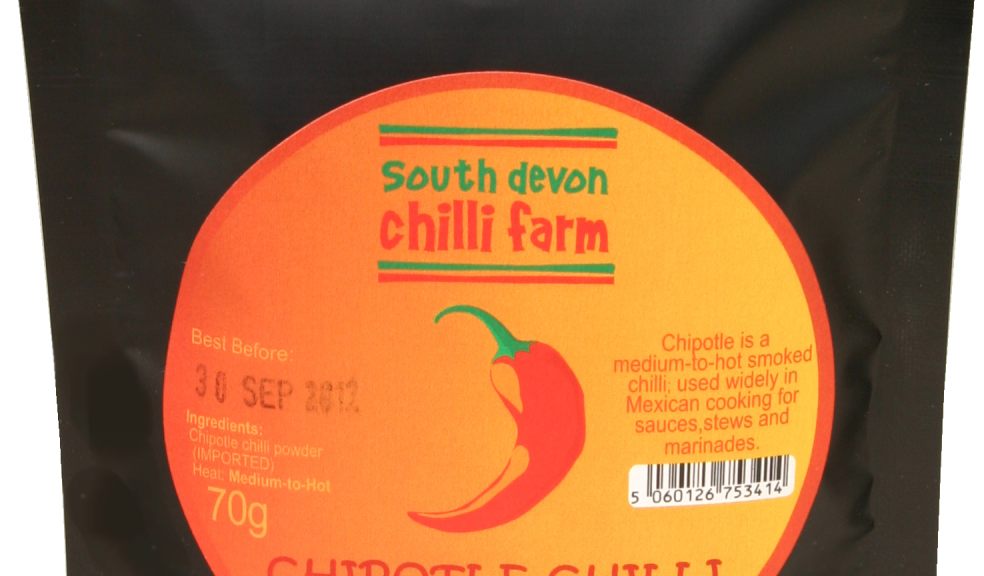 South devon
chilli farm
Best Before:
30 SEP 2012
Ingredients:
Chipotle chilli powder
(IMPORTED)
Heat: Medium-to-Hot
70g
Chipotle is a
medium-to-hot smoked
chilli; used widely in
Mexican cooking for
sauces,stews and
marinades.
5 060126 753414
CHIPOTLE CHILLI